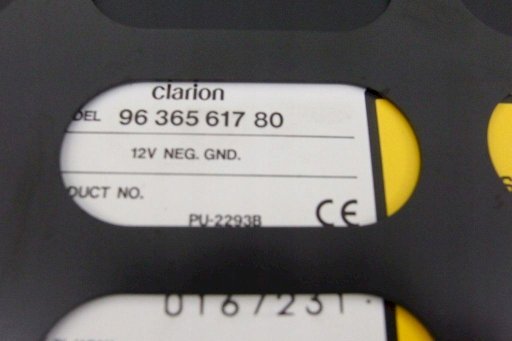 clarion
DEL 96 365 617 80
12V NEG. GND.
DUCT NO.
PU-2293B CE
0167231